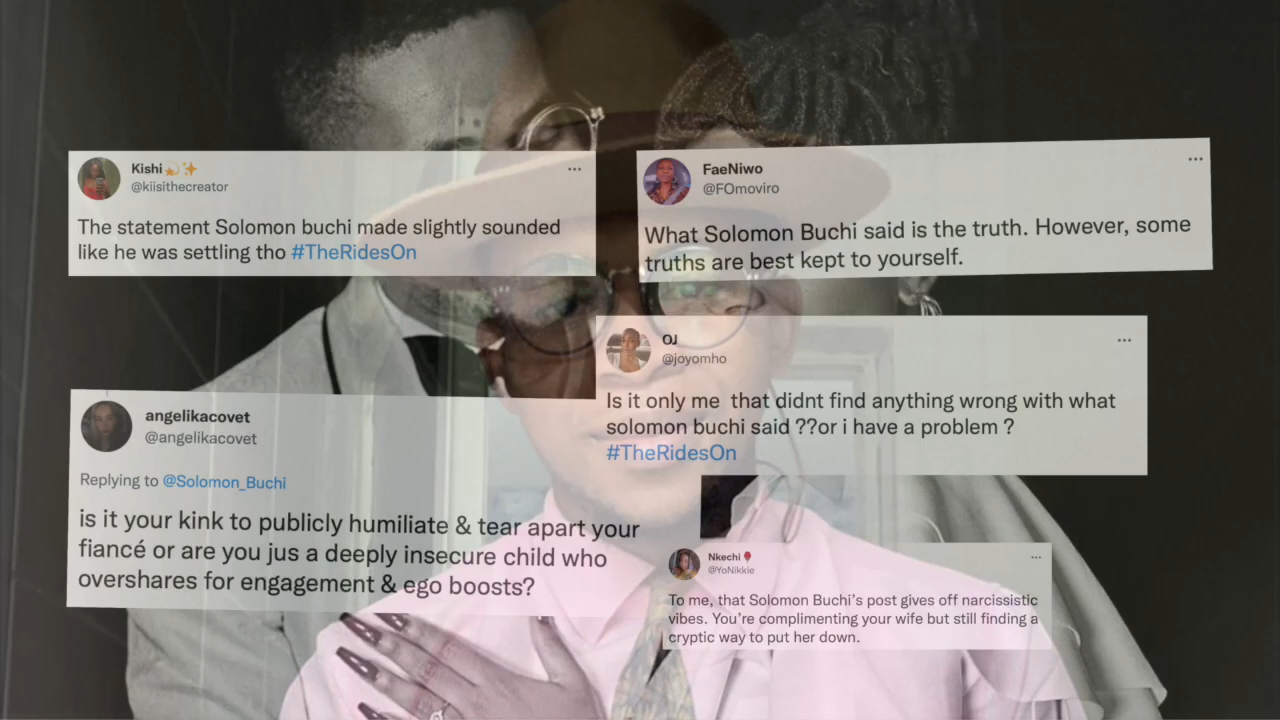 Kishi💫✨
@kiisithecreator
The statement Solomon buchi made slightly sounded
like he was settling tho #TheRidesOn
FaeNiwo
@FOmoviro
What Solomon Buchi said is the truth. However, some
truths are best kept to yourself.
OJ
@joyomho
Is it only me that didnt find anything wrong with what
solomon buchi said ??or i have a problem ?
#TheRidesOn
angelikacovet
@angelikacovet
Replying to @Solomon_Buchi
is it your kink to publicly humiliate & tear apart your
fiancé or are you jus a deeply insecure child who
overshares for engagement & ego boosts?
Nkechi🌹
@YoNikkie
To me, that Solomon Buchi's post gives off narcissistic
vibes. You're complimenting your wife but still finding a
cryptic way to put her down.